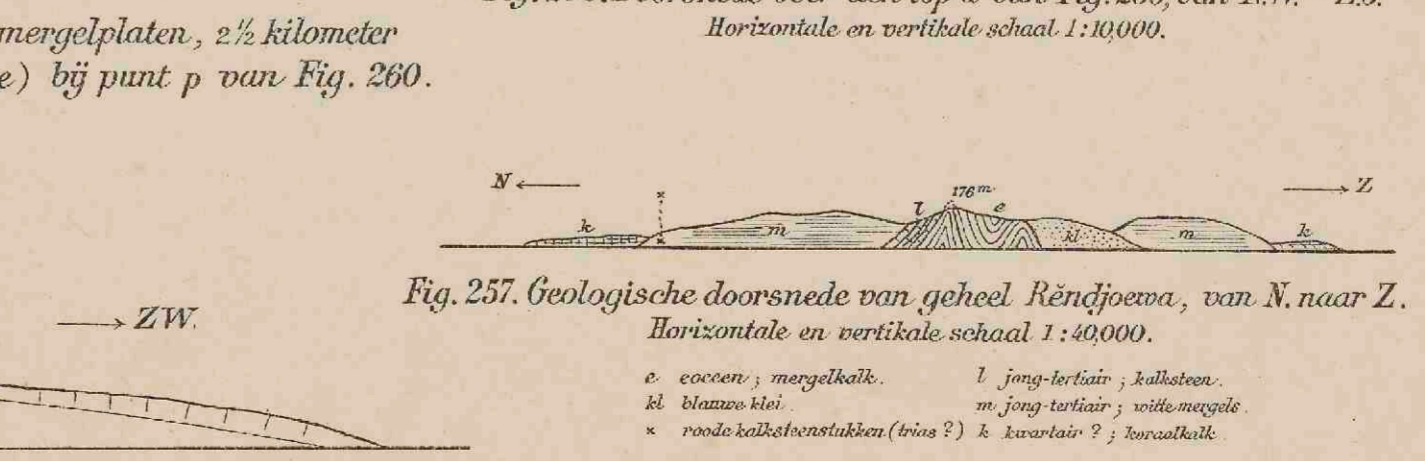 mergelplaten, 2½ kilometer
e) bij punt p van Fig. 260.
Horizontale en vertikale schaal 1:10,000.
N
Z
176 m.
k
m
l
e
kl
m
k
Fig. 257. Geologische doorsnede van geheel Rĕndjoewa, van N. naar Z.
Horizontale en vertikale schaal 1:40,000.
ZW.
e eoceen; mergelkalk.
l jong-tertiair; kalksteen.
kl blauwe klei.
m jong-tertiair; witte mergels.
× roode kalksteenstukken (trias?)
k kwartair?; koraalkalk